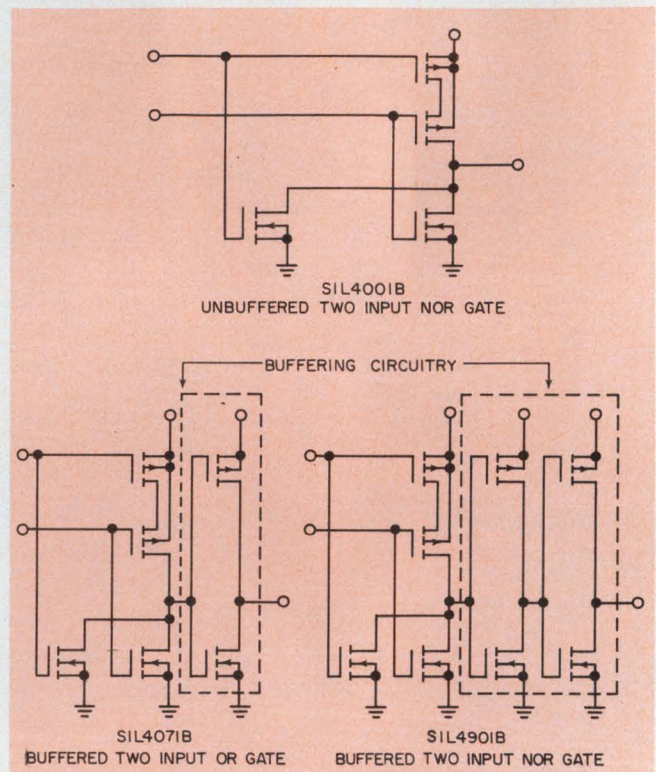 SIL4001B
UNBUFFERED TWO INPUT NOR GATE
BUFFERING CIRCUITRY
SIL4071B
BUFFERED TWO INPUT OR GATE
SIL4901B
BUFFERED TWO INPUT NOR GATE